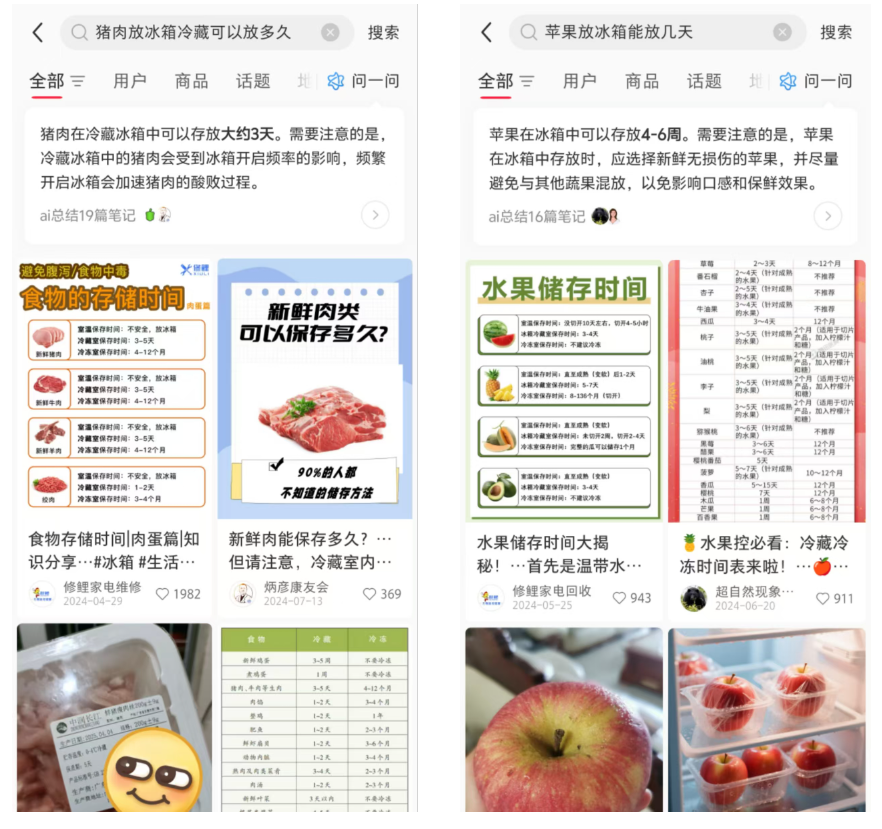 猪肉放冰箱冷藏可以放多久
搜索
全部
用户
商品
话题
地
问一问
猪肉在冷藏冰箱中可以存放大约3天。需要注意的是，
冷藏冰箱中的猪肉会受到冰箱开启频率的影响，频繁
开启冰箱会加速猪肉的酸败过程。
ai总结19篇笔记
避免腹泻/食物中毒
修鲤
食物的存储时间
肉蛋篇
室温保存时间：不安全，放冰箱
冷藏室保存时间：3-5天
冷冻室保存时间：4-12个月
新鲜猪肉
室温保存时间：不安全，放冰箱
冷藏室保存时间：3-5天
冷冻室保存时间：4-12个月
新鲜牛肉
室温保存时间：不安全，放冰箱
冷藏室保存时间：3-5天
冷冻室保存时间：4-12个月
新鲜羊肉
室温保存时间：不安全，放冰箱
冷藏室保存时间：1-2天
冷冻室保存时间：3-4个月
绞肉
新鲜肉类
可以保存多久?
90%的人都
不知道的储存方法
食物存储时间|肉蛋篇|知
识分享…#冰箱 #生活…
修鲤家电维修
2024-04-29
1982
新鲜肉能保存多久？…
但请注意，冷藏室内…
炳彦康友会
2024-07-13
369
食物 冷藏 冷冻
新鲜鸡蛋 3-5周 不要冷冻
煮鸡蛋 1周 不要冷冻
猪肉、牛肉等生肉 3-5天 4-12个月
肉馅 1-2天 3-4个月
整鸡 1-2天 1年
鱿鱼 1-2天 2-3个月
鲜虾扇贝 1-2天 3-6个月
动物内脏 1-2天 3-4个月
熟肉及肉类菜肴 3-4天 2-3个月
肉汤 1-2天 2-3个月
新鲜叶菜 3天以内 8-12个月
苹果放冰箱能放几天
搜索
全部
用户
商品
话题
地
问一问
苹果在冰箱中可以存放4-6周。需要注意的是，苹果
在冰箱中存放时，应选择新鲜无损伤的苹果，并尽量
避免与其他蔬果混放，以免影响口感和保鲜效果。
ai总结16篇笔记
水果储存时间
室温保存时间：没切开10天左右，切开4-5小时
冰箱冷藏室保存时间：3-4天
冷冻室保存时间：不建议冷冻
室温保存时间：直至成熟（变软）后1-2天
冰箱冷藏室保存时间：5-7天
冷冻室保存时间：8-136个月（切开）
室温保存时间：直至成熟（变软）
冰箱冷藏室保存时间：未切开2周，切开2-4天
冷冻室保存时间：完整的瓜可以储存1个月
室温保存时间：直至成熟（变软）
冰箱冷藏室保存时间：3-4天
冷冻室保存时间：不建议冷冻
草莓 2～3天 8～12个月
番石榴 2～4天（针对成熟的水果） 不推荐
杏子 2～5天（针对成熟的水果） 不推荐
牛油果 3～4天（针对成熟的水果） 不推荐
西瓜 3～4天 12个月
桃子 3～5天（针对成熟的水果） 2个月（适用于切片产品，加入柠檬汁和糖）
油桃 3～5天（针对成熟的水果） 2个月（适用于切片产品，加入柠檬汁和糖）
李子 3～5天（针对成熟的水果） 2个月（适用于切片产品，加入柠檬汁和糖）
梨 3～5天（针对成熟的水果） 2个月（适用于切片产品，加入柠檬汁和糖）
猕猴桃 3～6天（针对成熟的水果） 不推荐
黑莓 3～6天 12个月
醋果 3～6天 12个月
樱桃番茄 5天
菠萝 5～7天（针对成熟的水果） 10～12个月
香瓜 5～15天 12个月
樱桃 7天 12个月
木瓜 1周 6～8个月
芒果 1周 6～8个月
百香果 1周 6～8个月
水果储存时间大揭
秘！…首先是温带水…
修鲤家电回收
2024-05-25
943
🍍水果控必看：冷藏冷
冻时间表来啦！…🍎…
超自然现象…
2024-06-20
911